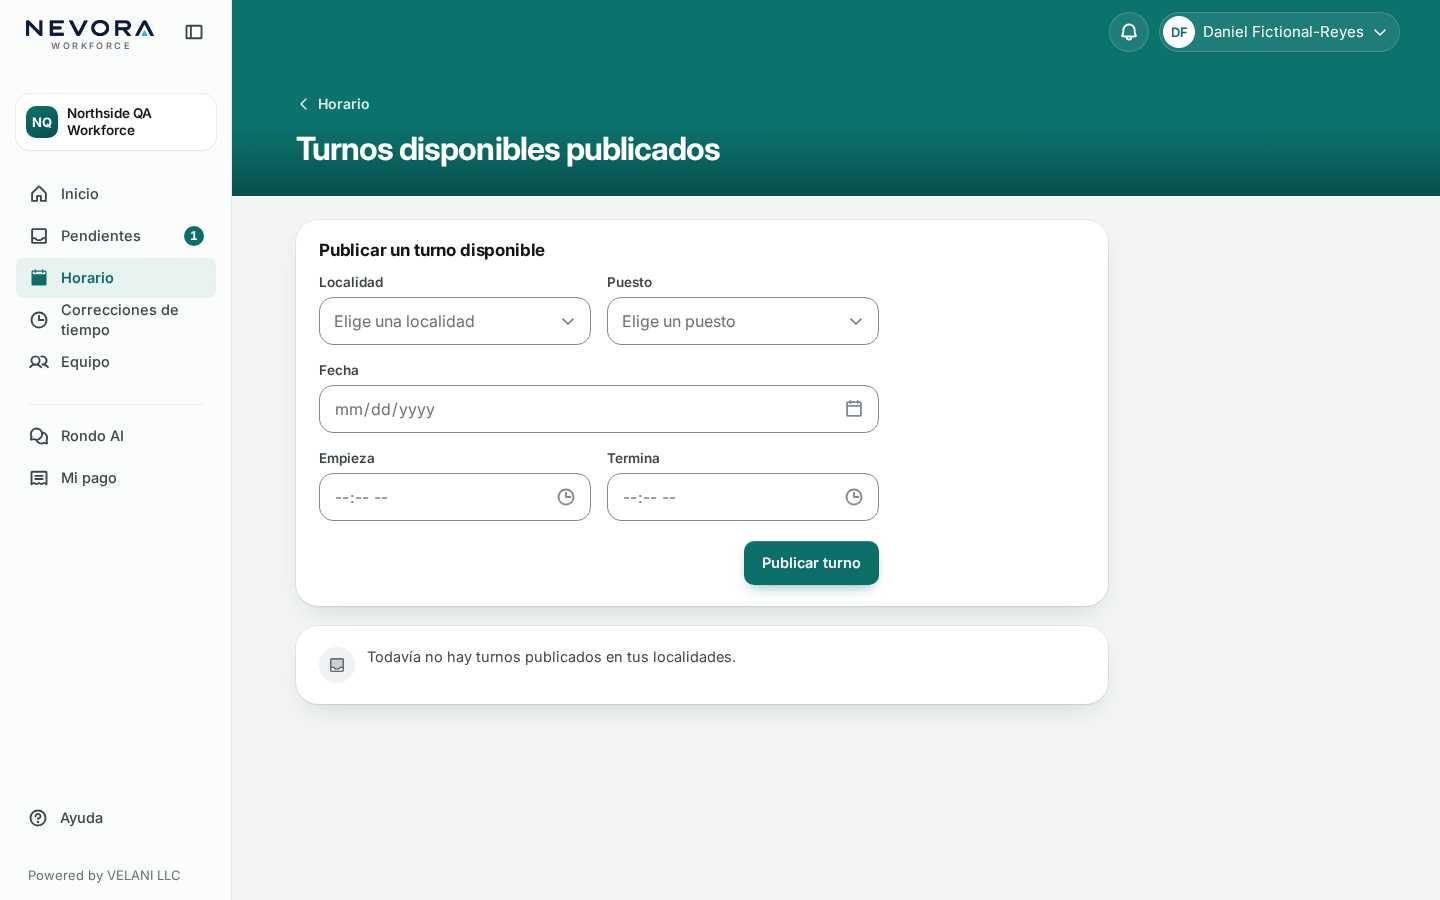 NEVORA
WORKFORCE
DF
Daniel Fictional-Reyes
NQ
Northside QA
Workforce
Horario
Turnos disponibles publicados
Inicio
Pendientes
1
Horario
Correcciones de
tiempo
Equipo
Rondo AI
Mi pago
Publicar un turno disponible
Localidad
Puesto
Elige una localidad
Elige un puesto
Fecha
mm/dd/yyyy
Empieza
Termina
--:-- --
--:-- --
Publicar turno
Todavía no hay turnos publicados en tus localidades.
Ayuda
Powered by VELANI LLC